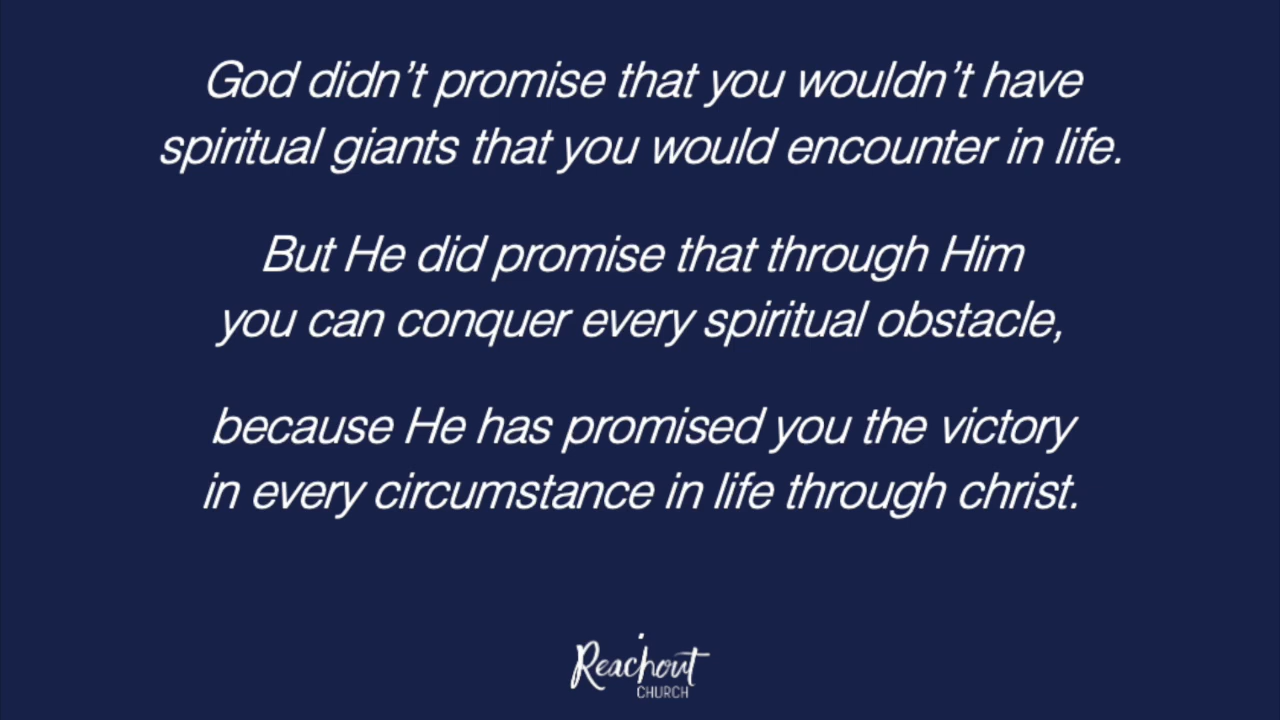 God didn’t promise that you wouldn’t have
spiritual giants that you would encounter in life.
But He did promise that through Him
you can conquer every spiritual obstacle,
because He has promised you the victory
in every circumstance in life through christ.
Reachout
CHURCH